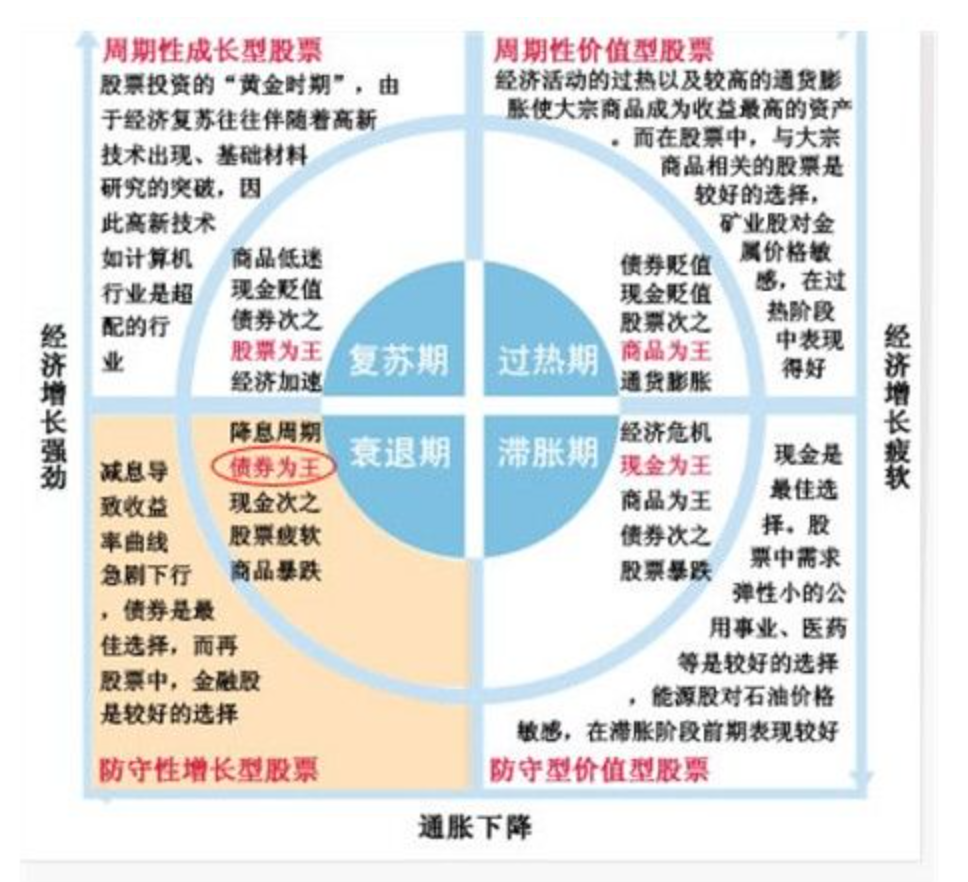 周期性成长型股票
股票投资的“黄金时期”，由
于经济复苏往往伴随着高新
技术出现、基础材料
研究的突破，因
此高新技术
如计算机
行业是超
配的行
业
商品低迷
现金贬值
债券次之
股票为王
经济加速
复苏期
周期性价值型股票
经济活动的过热以及较高的通货膨
胀使大宗商品成为收益最高的资产
。而在股票中，与大宗
商品相关的股票是
较好的选择，
矿业股对金
属价格敏
感，在过
热阶段
中表现
得好
债券贬值
现金贬值
股票次之
商品为王
通货膨胀
过热期
经济增长强劲
经济增长疲软
降息周期
债券为王
现金次之
股票疲软
商品暴跌
衰退期
减息导
致收益
率曲线
急剧下行
，债券是最
佳选择，而再
股票中，金融股
是较好的选择
防守性增长型股票
滞胀期
经济危机
现金为王
商品为王
债券次之
股票暴跌
现金是
最佳选
择。股
票中需求
弹性小的公
用事业、医药
等是较好的选择
，能源股对石油价格
敏感，在滞胀阶段前期表现较好
防守型价值型股票
通胀下降